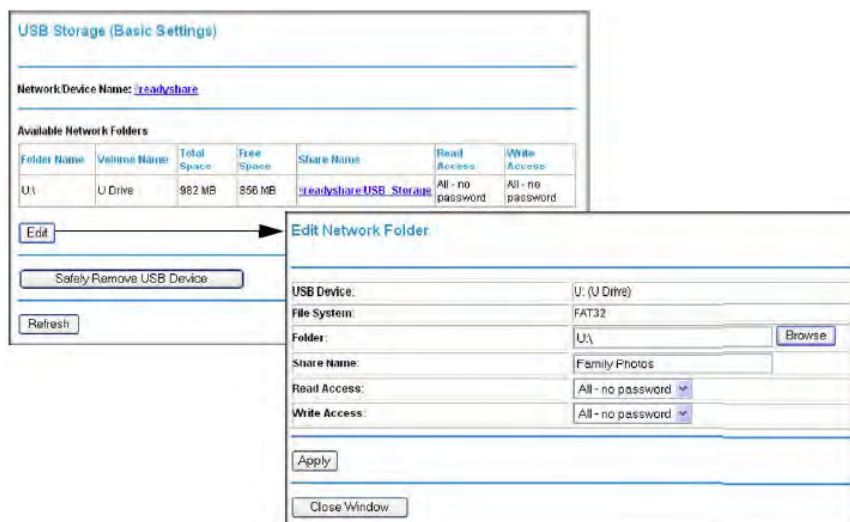 USB Storage (Basic Settings)
Network/Device Name: \\readyshare
Available Network Folders
Folder Name Volume Name Total Space Free Space Share Name Read Access Write Access
U:\ U Drive 982 MB 856 MB \\readyshare\USB_Storage All - no password All - no password
Edit
Safely Remove USB Device
Refresh
Edit Network Folder
USB Device: U: (U Drive)
File System: FAT32
Folder: U:\ Browse
Share Name: Family Photos
Read Access: All - no password
Write Access: All - no password
Apply
Close Window